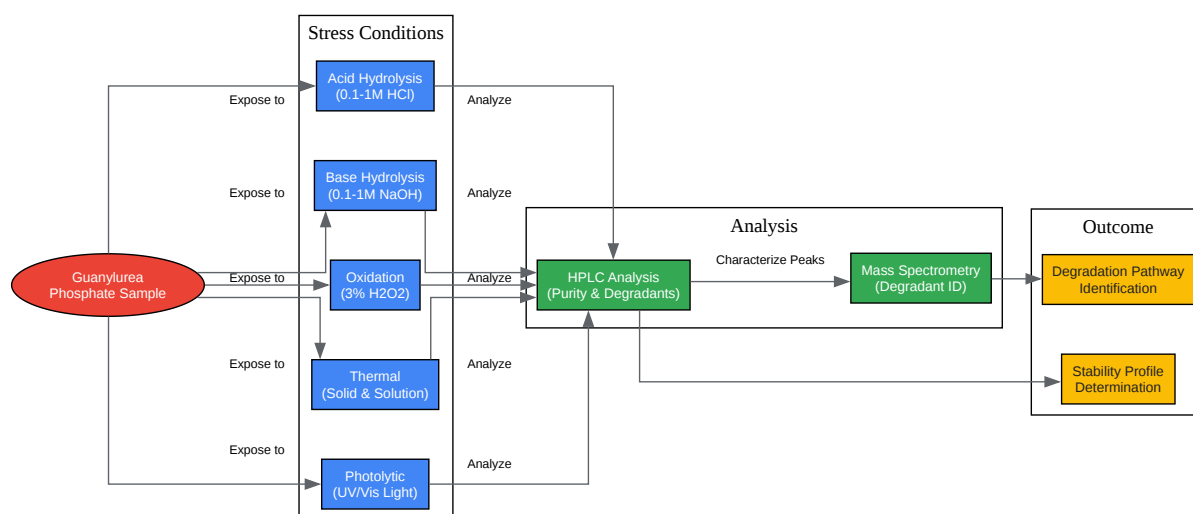 Stress Conditions
Acid Hydrolysis
(0.1-1M HCl)
Expose to
Analyze
Base Hydrolysis
(0.1-1M NaOH)
Expose to
Analyze
Analysis
Outcome
Guanylurea
Phosphate Sample
Expose to
Oxidation
(3% H2O2)
Analyze
HPLC Analysis
(Purity & Degradants)
Characterize Peaks
Mass Spectrometry
(Degradant ID)
Degradation Pathway
Identification
Expose to
Thermal
(Solid & Solution)
Analyze
Stability Profile
Determination
Expose to
Photolytic
(UV/Vis Light)
Analyze